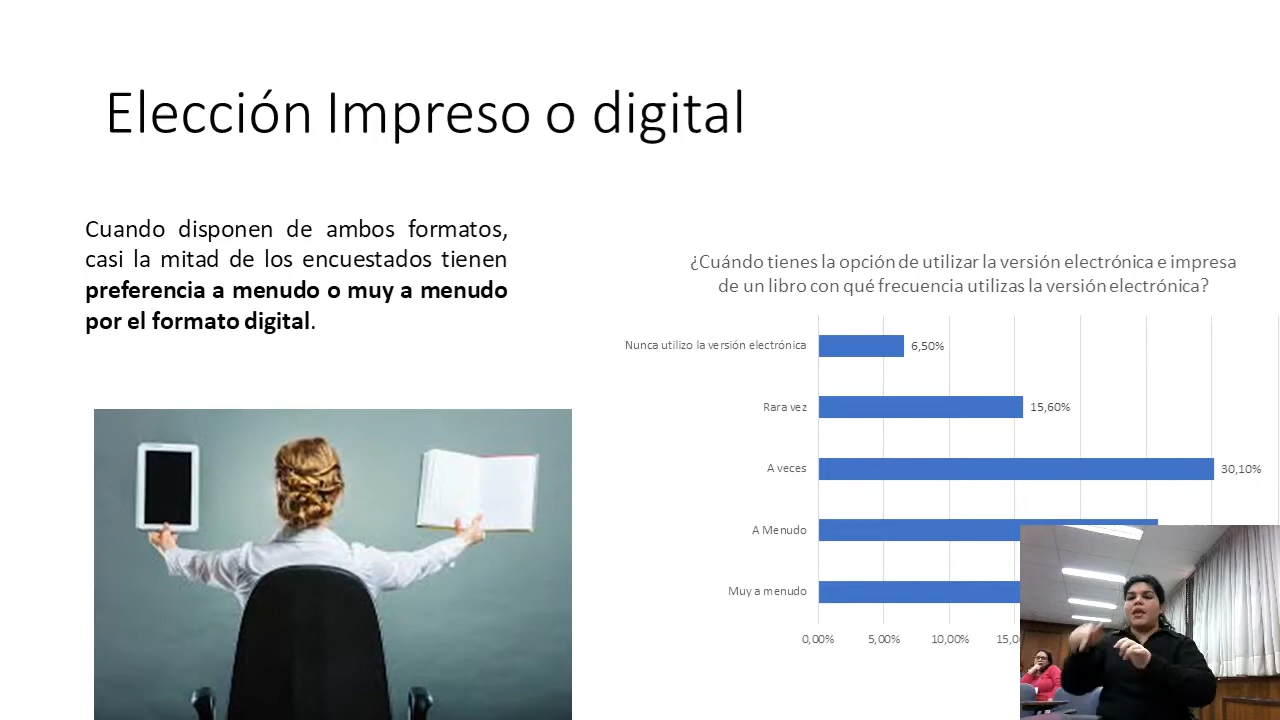 Elección Impreso o digital
Cuando disponen de ambos formatos,
casi la mitad de los encuestados tienen
preferencia a menudo o muy a menudo
por el formato digital.
¿Cuándo tienes la opción de utilizar la versión electrónica e impresa
de un libro con qué frecuencia utilizas la versión electrónica?
Nunca utilizo la versión electrónica
6,50%
Rara vez
15,60%
A veces
30,10%
A Menudo
Muy a menudo
0,00%
5,00%
10,00%
15,0